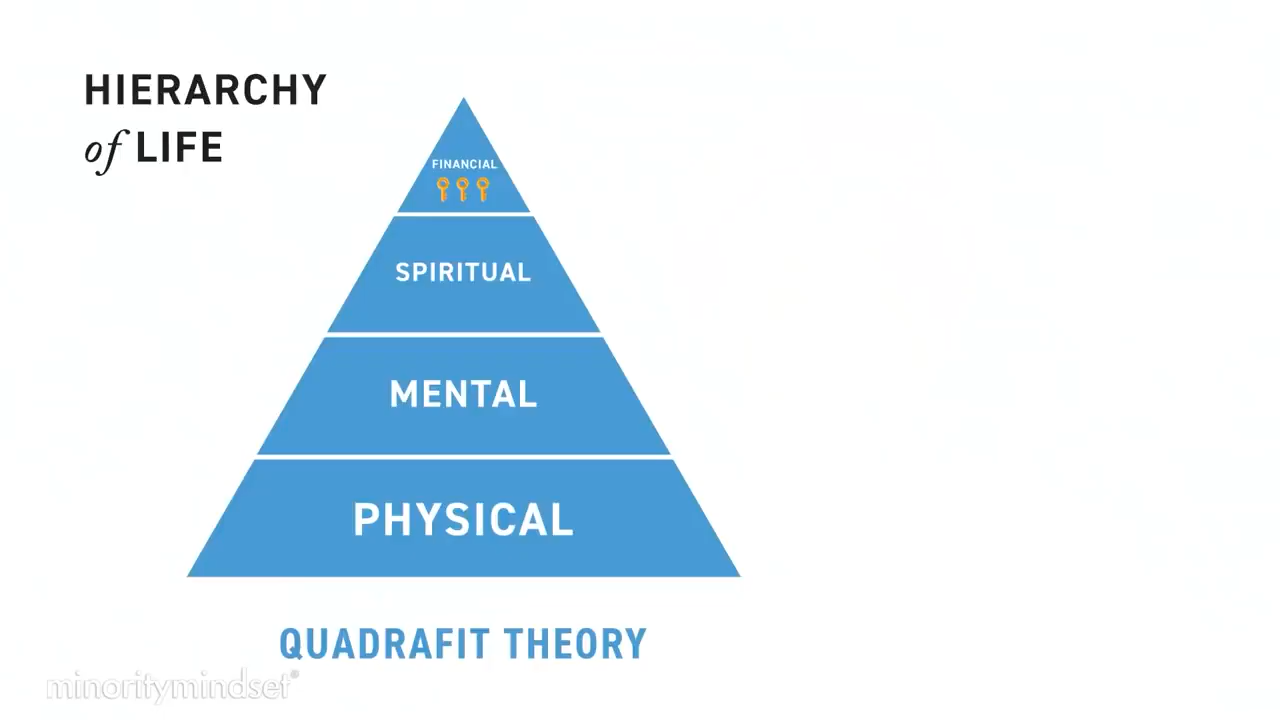 HIERARCHY
of LIFE
FINANCIAL
SPIRITUAL
MENTAL
PHYSICAL
QUADRAFIT THEORY
minoritymindset®